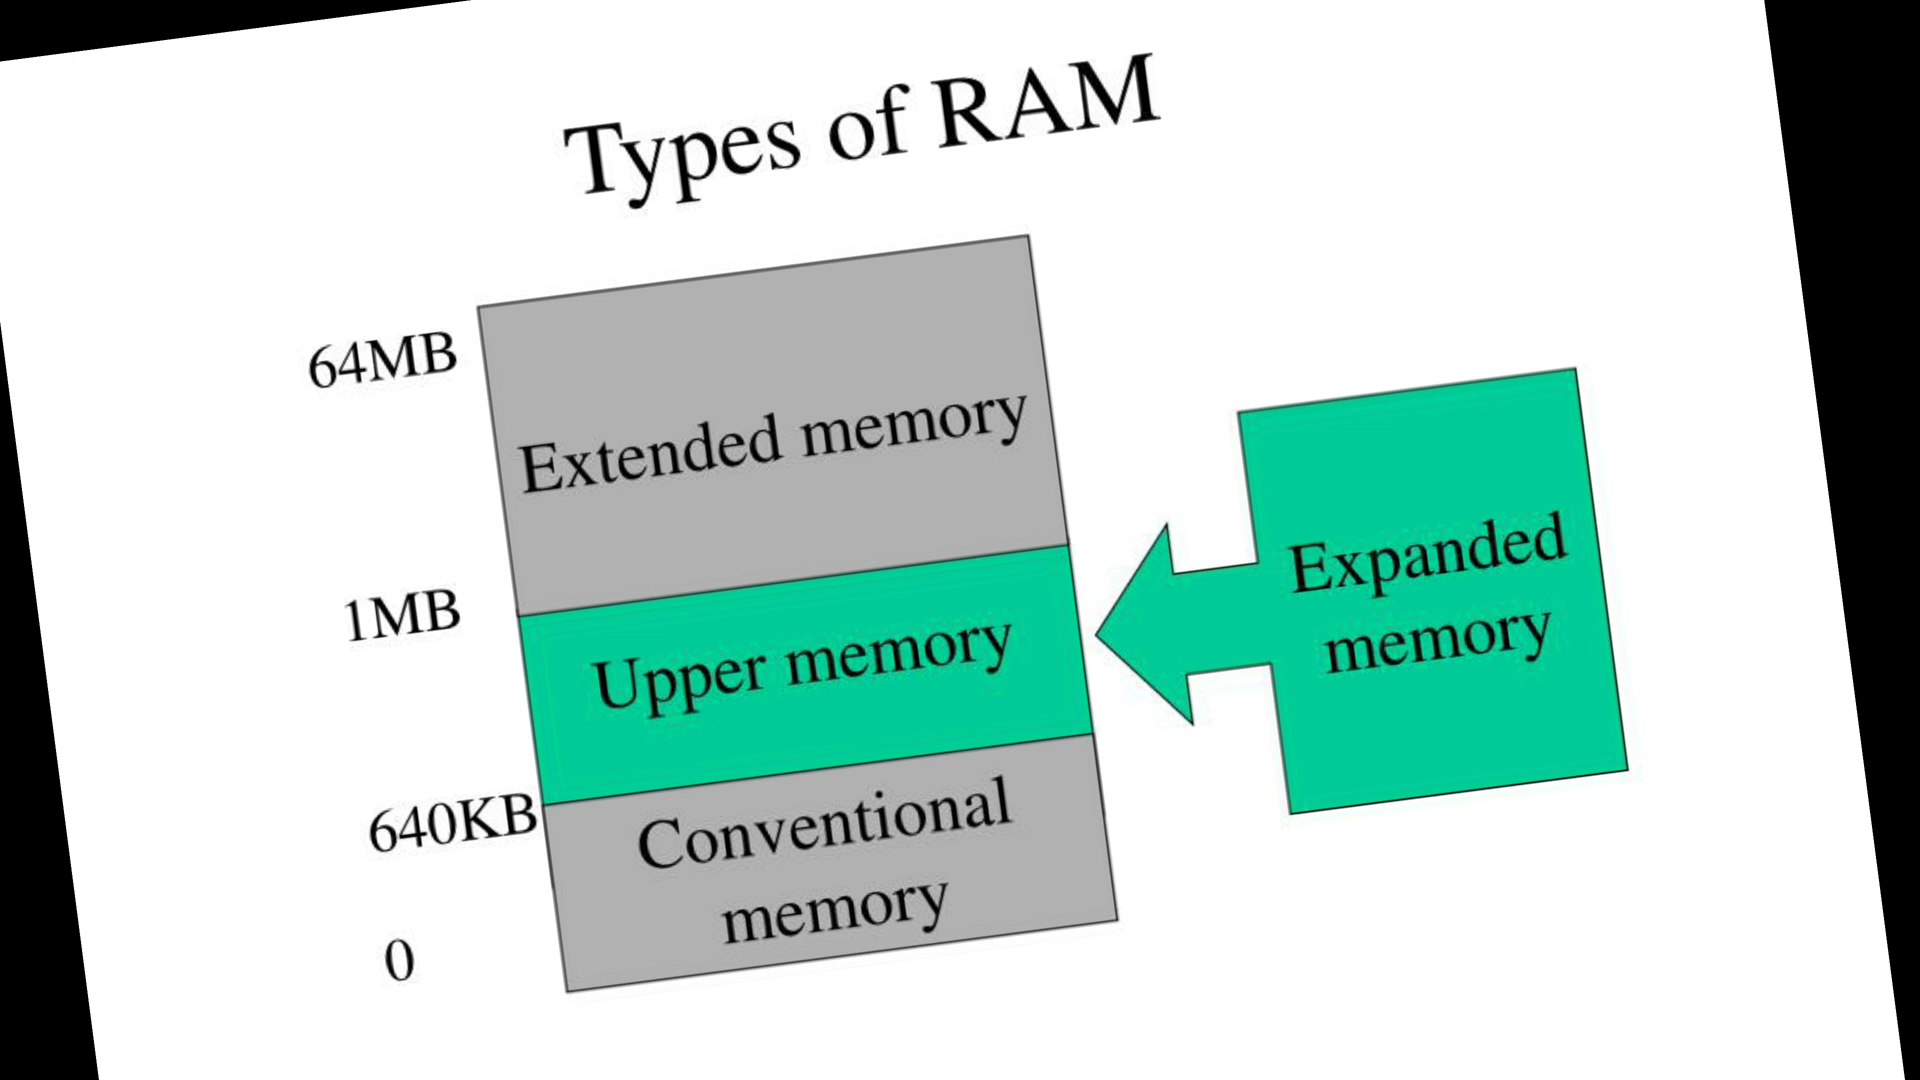 Types of RAM
64MB
Extended memory
1MB
Upper memory
Expanded
memory
640KB
Conventional
memory
0